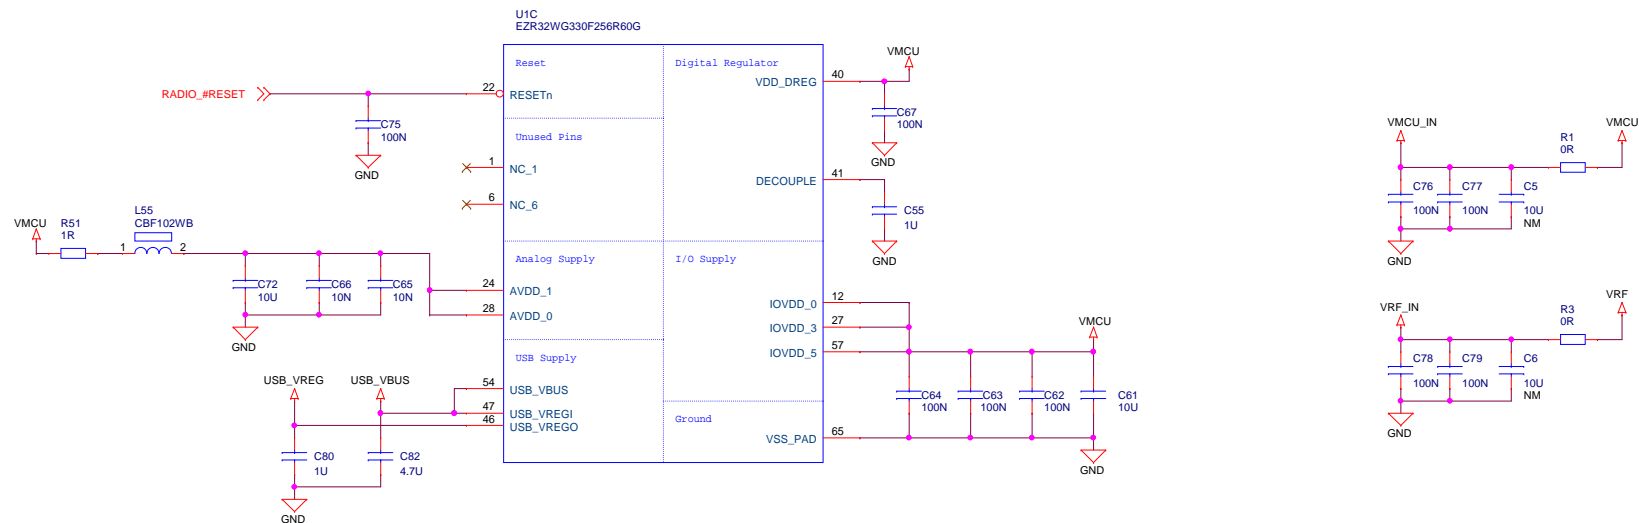 U1C
EZR32WG330F256R60G
Reset
Digital Regulator
RADIO_#RESET
22
RESETn
C75
100N
GND
Unused Pins
1
NC_1
6
NC_6
VDD_DREG
40
VMCU
C67
100N
GND
DECOUPLE
41
C55
1U
GND
VMCU
R51
1R
L55
CBF102WB
1
2
C72
10U
C66
10N
C65
10N
GND
Analog Supply
24
AVDD_1
28
AVDD_0
I/O Supply
12
IOVDD_0
27
IOVDD_3
57
IOVDD_5
VMCU
C64
100N
C63
100N
C62
100N
C61
10U
GND
USB Supply
USB_VREG
USB_VBUS
54
USB_VBUS
47
USB_VREGI
46
USB_VREGO
C80
1U
C82
4.7U
GND
Ground
65
VSS_PAD
VMCU_IN
R1
0R
VMCU
C76
100N
C77
100N
C5
10U
NM
GND
VRF_IN
R3
0R
VRF
C78
100N
C79
100N
C6
10U
NM
GND